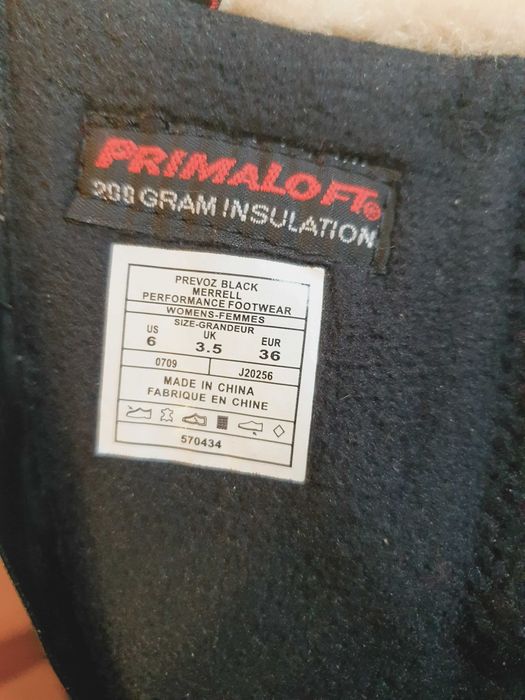 PRIMALOFT®
200 GRAM INSULATION
PREVOZ BLACK
MERRELL
PERFORMANCE FOOTWEAR
WOMENS-FEMMES
SIZE-GRANDEUR
US UK EUR
6 3.5 36
0709 J20256
MADE IN CHINA
FABRIQUE EN CHINE
570434